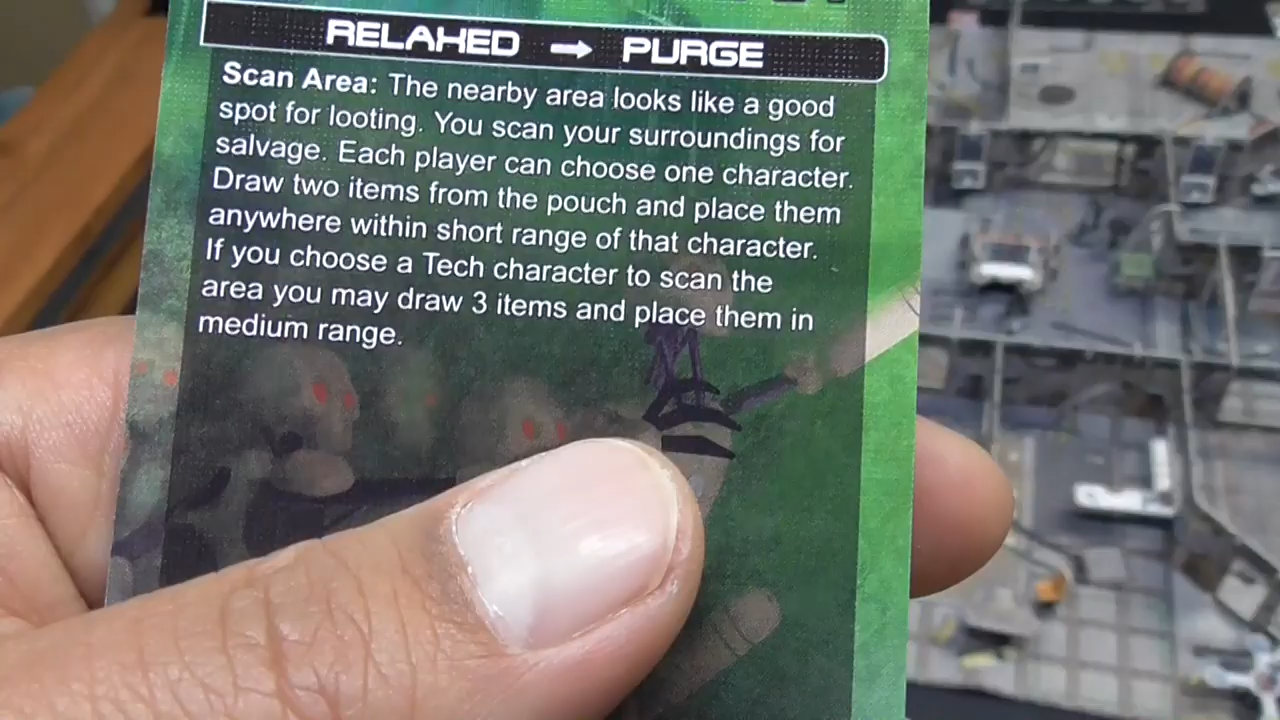 RELAXED → PURGE
Scan Area: The nearby area looks like a good
spot for looting. You scan your surroundings for
salvage. Each player can choose one character.
Draw two items from the pouch and place them
anywhere within short range of that character.
If you choose a Tech character to scan the
area you may draw 3 items and place them in
medium range.